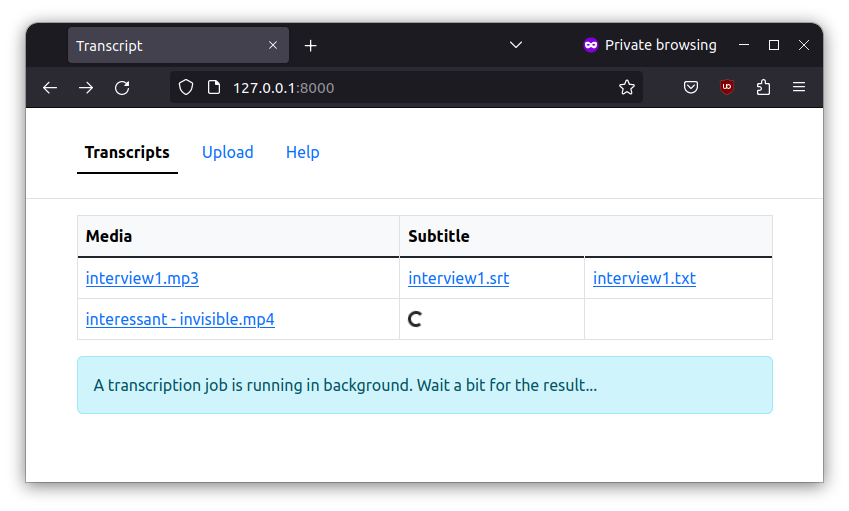 Transcript
Private browsing
127.0.0.1:8000
Transcripts Upload Help
Media Subtitle
interview1.mp3 interview1.srt interview1.txt
interessant - invisible.mp4
A transcription job is running in background. Wait a bit for the result...